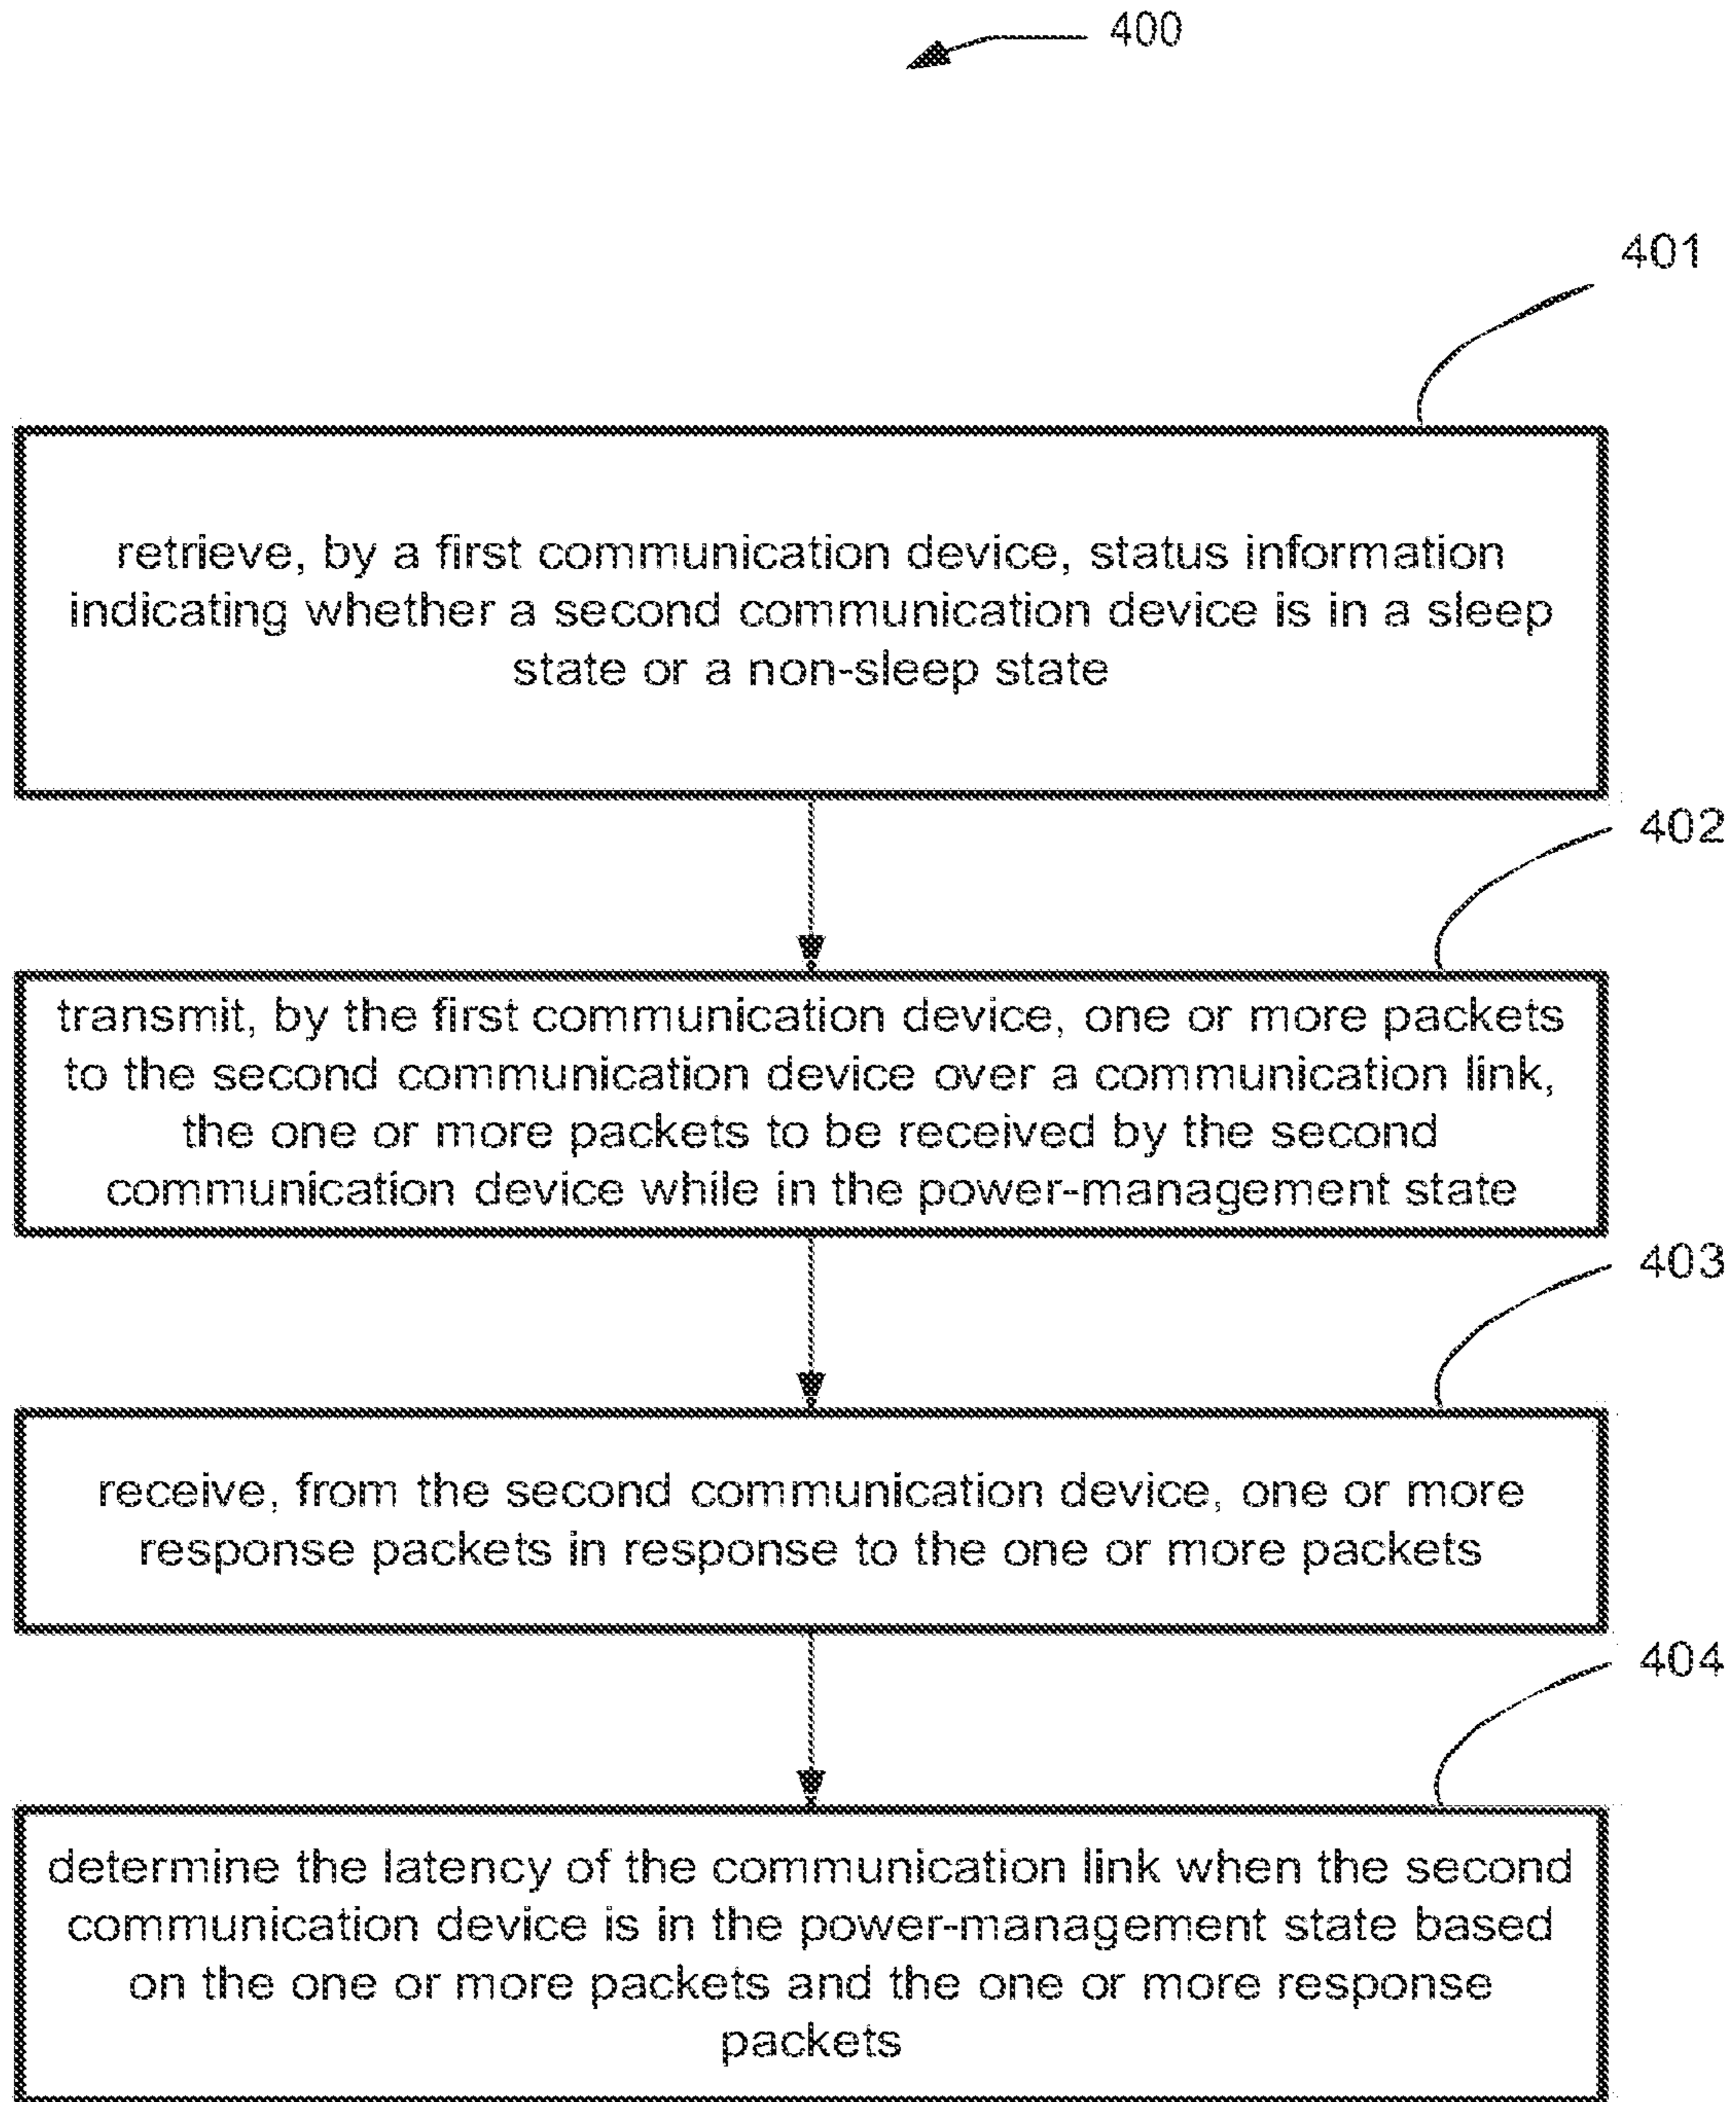 400
401
retrieve, by a first communication device, status information
indicating whether a second communication device is in a sleep
state or a non-sleep state
402
transmit, by the first communication device, one or more packets
to the second communication device over a communication link,
the one or more packets to be received by the second
communication device while in the power-management state
403
receive, from the second communication device, one or more
response packets in response to the one or more packets
404
determine the latency of the communication link when the second
communication device is in the power-management state based
on the one or more packets and the one or more response
packets